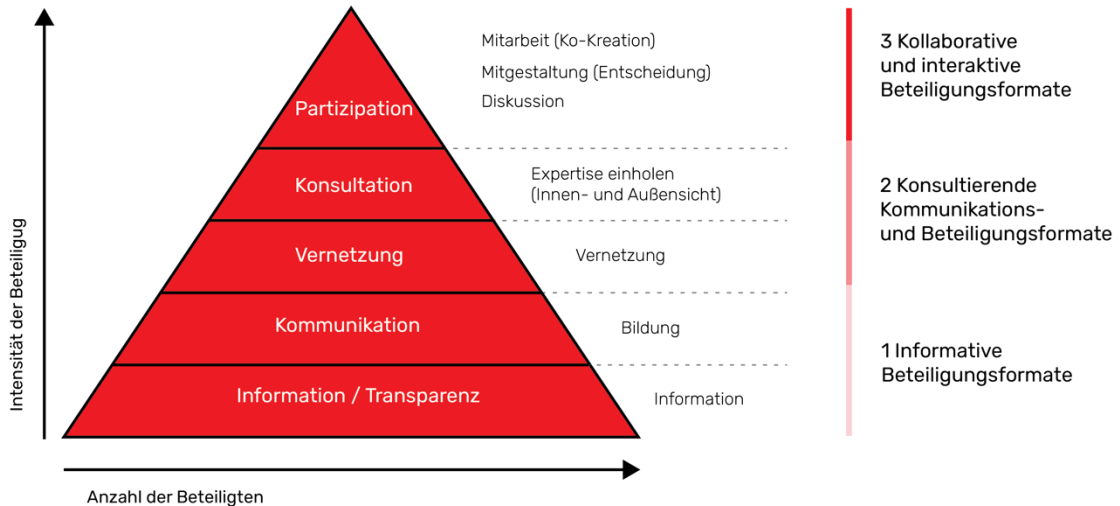 Intensität der Beteiligug
Partizipation
Mitarbeit (Ko-Kreation)
Mitgestaltung (Entscheidung)
Diskussion
3 Kollaborative
und interaktive
Beteiligungsformate
Konsultation
Expertise einholen
(Innen- und Außensicht)
2 Konsultierende
Kommunikations-
und Beteiligungsformate
Vernetzung
Vernetzung
Kommunikation
Bildung
1 Informative
Beteiligungsformate
Information / Transparenz
Information
Anzahl der Beteiligten